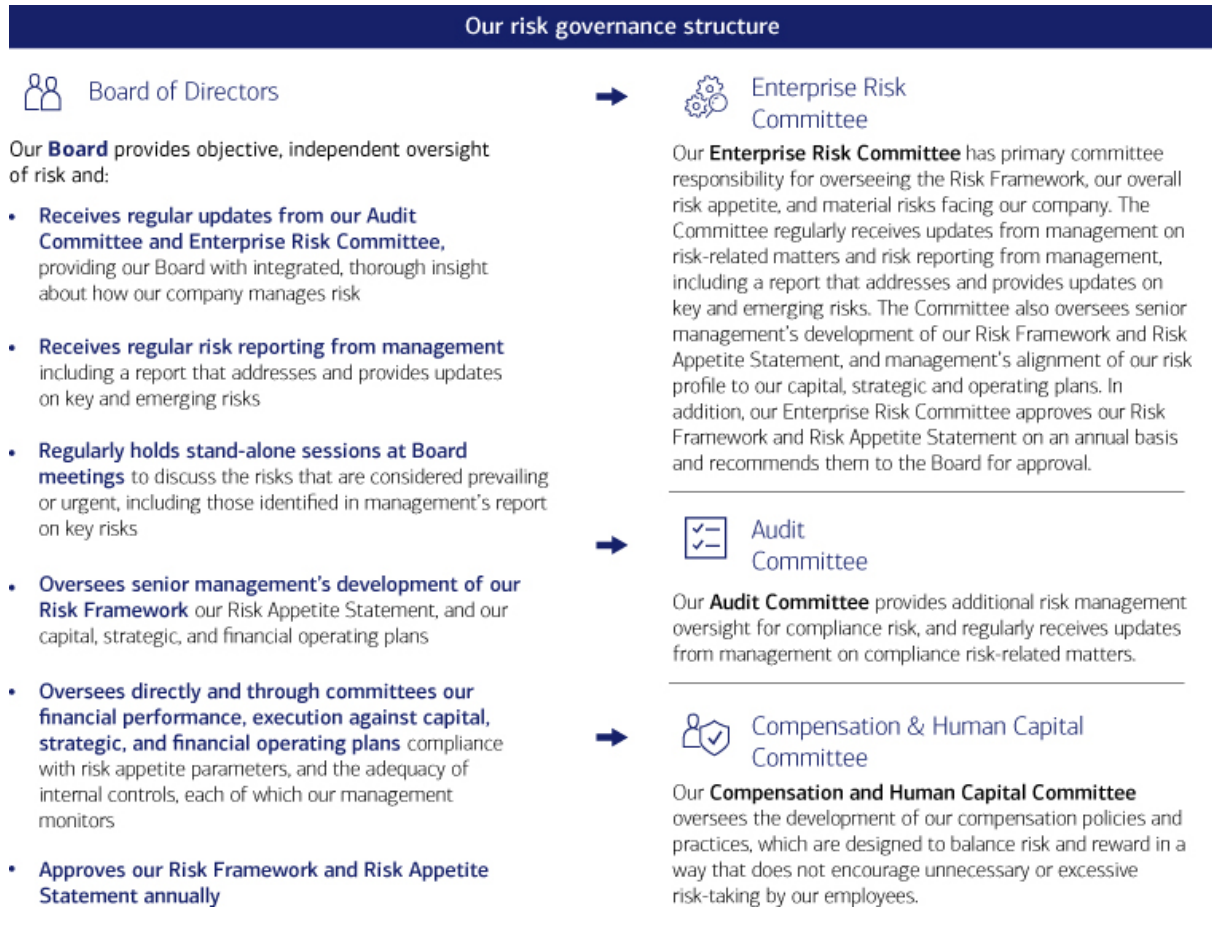 Our risk governance structure
Board of Directors
Our Board provides objective, independent oversight
of risk and:
• Receives regular updates from our Audit
Committee and Enterprise Risk Committee,
providing our Board with integrated, thorough insight
about how our company manages risk
• Receives regular risk reporting from management
including a report that addresses and provides updates
on key and emerging risks
• Regularly holds stand-alone sessions at Board
meetings to discuss the risks that are considered prevailing
or urgent, including those identified in management's report
on key risks
• Oversees senior management's development of our
Risk Framework our Risk Appetite Statement, and our
capital, strategic, and financial operating plans
• Oversees directly and through committees our
financial performance, execution against capital,
strategic, and financial operating plans compliance
with risk appetite parameters, and the adequacy of
internal controls, each of which our management
monitors
• Approves our Risk Framework and Risk Appetite
Statement annually
Enterprise Risk
Committee
Our Enterprise Risk Committee has primary committee
responsibility for overseeing the Risk Framework, our overall
risk appetite, and material risks facing our company. The
Committee regularly receives updates from management on
risk-related matters and risk reporting from management,
including a report that addresses and provides updates on
key and emerging risks. The Committee also oversees senior
management's development of our Risk Framework and Risk
Appetite Statement, and management's alignment of our risk
profile to our capital, strategic and operating plans. In
addition, our Enterprise Risk Committee approves our Risk
Framework and Risk Appetite Statement on an annual basis
and recommends them to the Board for approval.
Audit
Committee
Our Audit Committee provides additional risk management
oversight for compliance risk, and regularly receives updates
from management on compliance risk-related matters.
Compensation & Human Capital
Committee
Our Compensation and Human Capital Committee
oversees the development of our compensation policies and
practices, which are designed to balance risk and reward in a
way that does not encourage unnecessary or excessive
risk-taking by our employees.